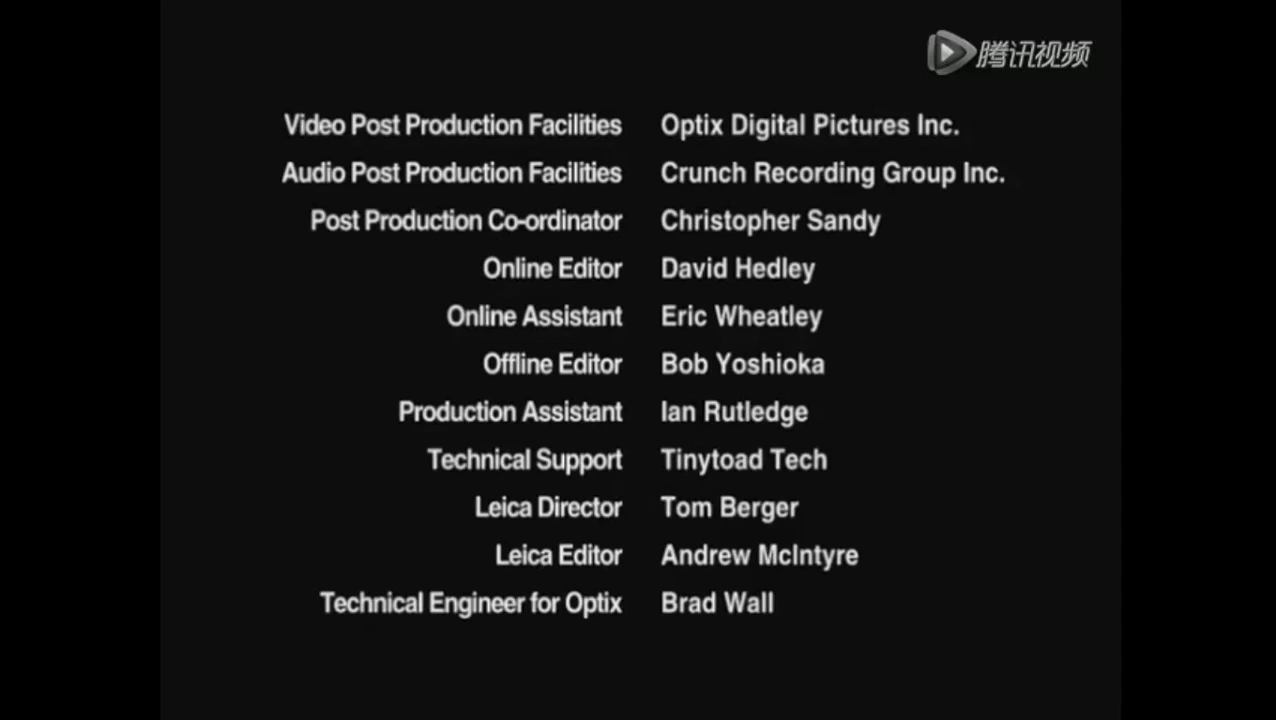 腾讯视频
Video Post Production Facilities Optix Digital Pictures Inc.
Audio Post Production Facilities Crunch Recording Group Inc.
Post Production Co-ordinator Christopher Sandy
Online Editor David Hedley
Online Assistant Eric Wheatley
Offline Editor Bob Yoshioka
Production Assistant Ian Rutledge
Technical Support Tinytoad Tech
Leica Director Tom Berger
Leica Editor Andrew McIntyre
Technical Engineer for Optix Brad Wall